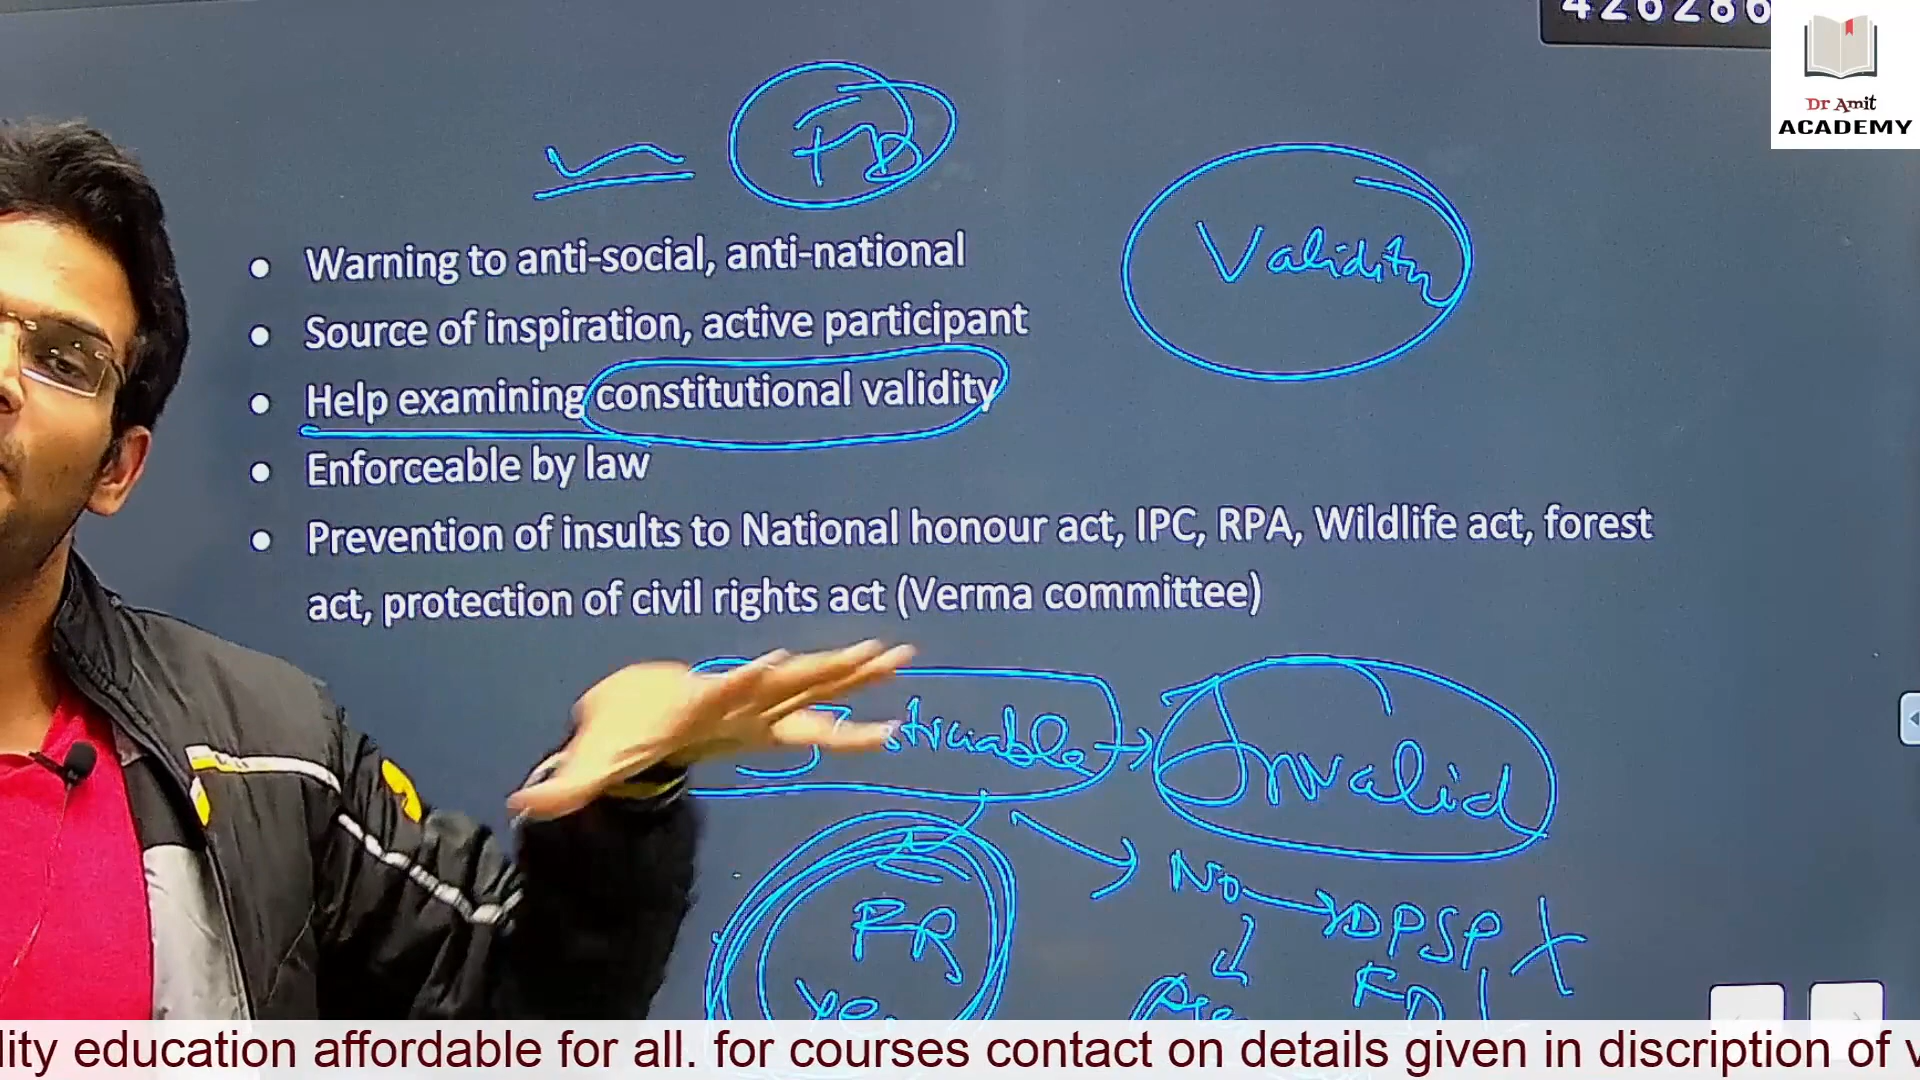 426286
Dr Amit
ACADEMY
FD
Validity
Warning to anti-social, anti-national
Source of inspiration, active participant
Help examining constitutional validity
Enforceable by law
Prevention of insults to National honour act, IPC, RPA, Wildlife act, forest
act, protection of civil rights act (Verma committee)
Invalid
No DPSP
FR
FD
lity education affordable for all. for courses contact on details given in discription of v